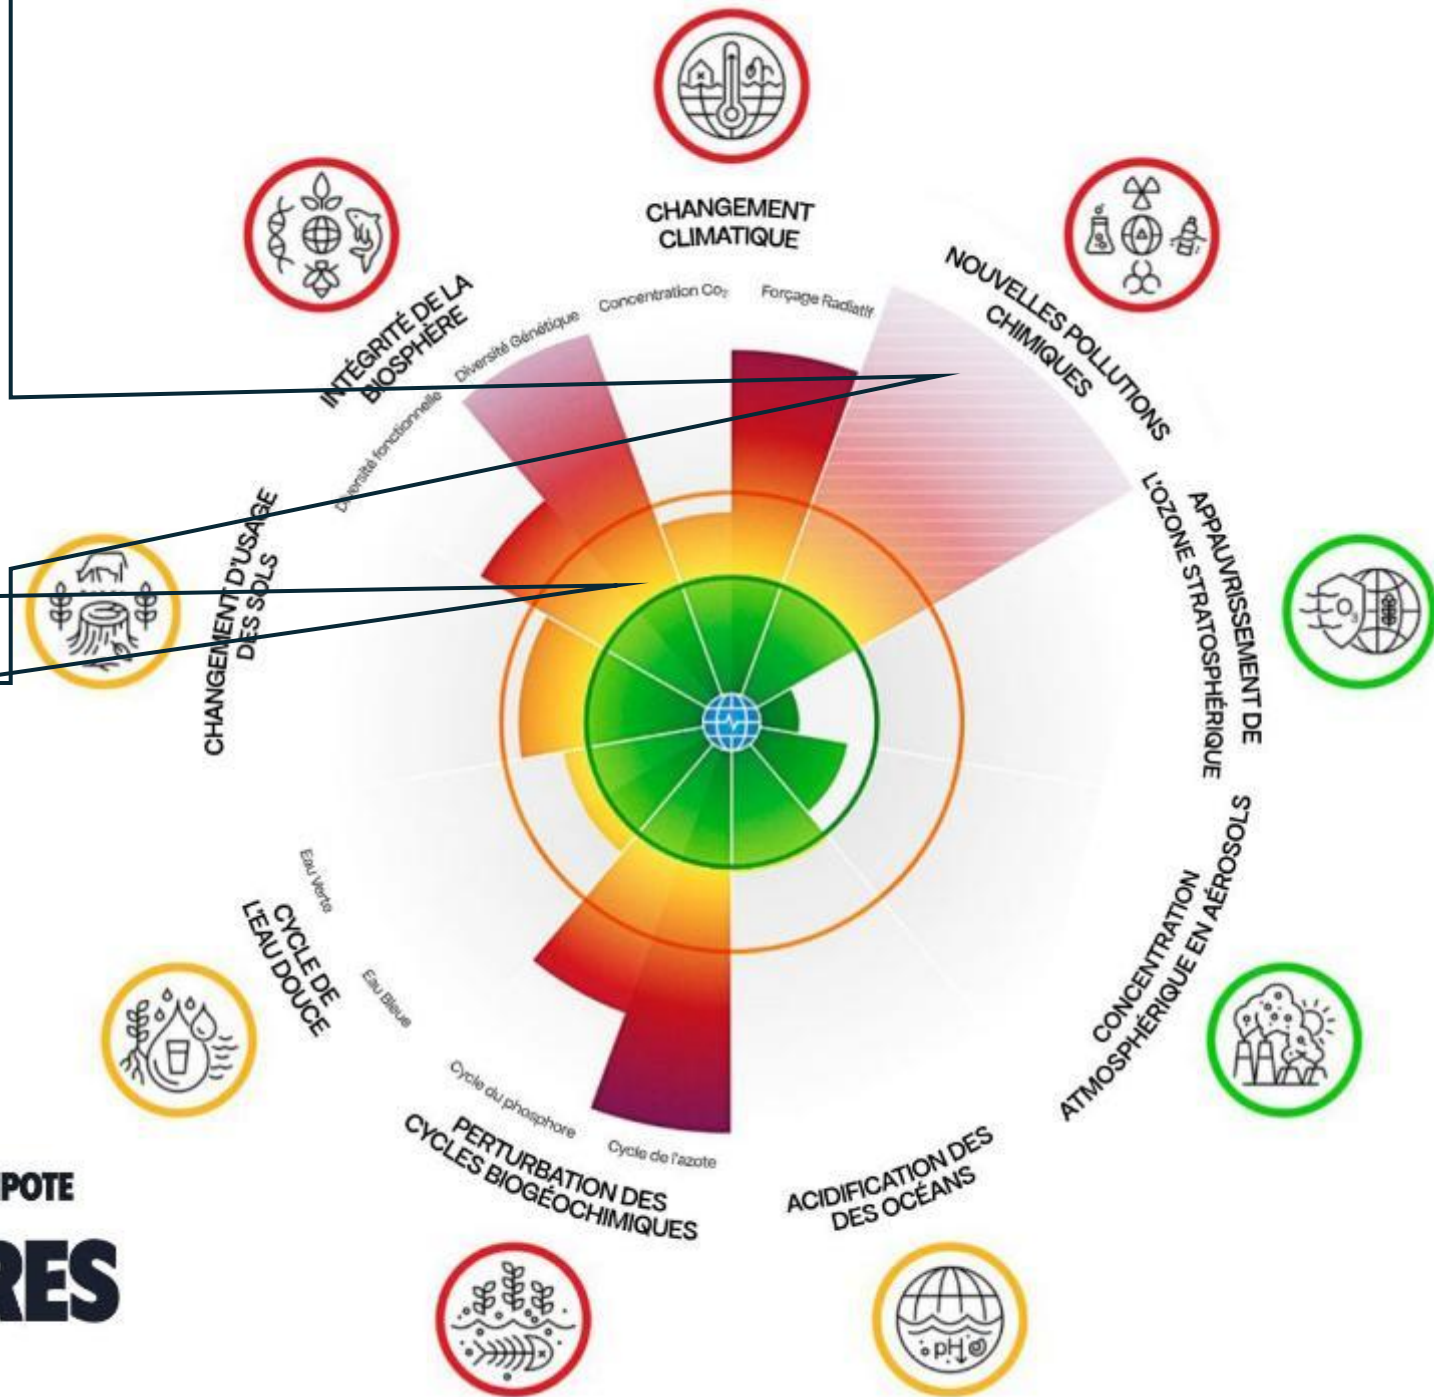 CHANGEMENT
CLIMATIQUE
Concentration Co₂
Forçage Radiatif
NOUVELLES POLLUTIONS
CHIMIQUES
APPAUVRISSEMENT DE
L'OZONE STRATOSPHÉRIQUE
CONCENTRATION
ATMOSPHÉRIQUE EN AÉROSOLS
ACIDIFICATION DES
DES OCÉANS
pH
Cycle du phosphore
Cycle de l'azote
PERTURBATION DES
CYCLES BIOGÉOCHIMIQUES
Eau Verte
Eau Bleue
CYCLE DE
L'EAU DOUCE
CHANGEMENT D'USAGE
DES SOLS
INTÉGRITÉ DE LA
BIOSPHÈRE
Diversité fonctionnelle
Diversité Génétique
POTE
RES